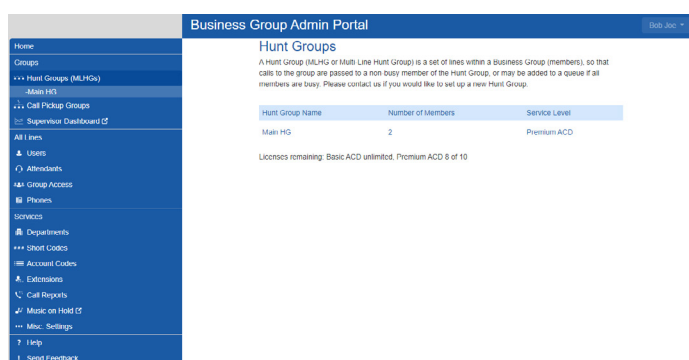 Business Group Admin Portal
Bob Joc
Home
Groups
Hunt Groups (MLHGs)
-Main HG
Call Pickup Groups
Supervisor Dashboard
All Lines
Users
Attendants
Group Access
Phones
Services
Departments
Short Codes
Account Codes
Extensions
Call Reports
Music on Hold
Misc. Settings
? Help
! Send Feedback
Hunt Groups
A Hunt Group (MLHG or Multi Line Hunt Group) is a set of lines within a Business Group (members), so that
calls to the group are passed to a non busy member of the Hunt Group, or may be added to a queue if all
members are busy. Please contact us if you would like to set up a new Hunt Group.
Hunt Group Name Number of Members Service Level
Main HG 2 Premium ACD
Licenses remaining: Basic ACD unlimited, Premium ACD 8 of 10